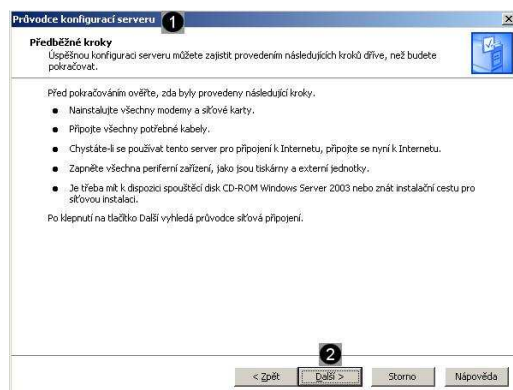 Průvodce konfigurací serveru 1
Předběžné kroky
Úspěšnou konfiguraci serveru můžete zajistit provedením následujících kroků dříve, než budete
pokračovat.
Před pokračováním ověřte, zda byly provedeny následující kroky.
● Nainstalujte všechny modemy a síťové karty.
● Připojte všechny potřebné kabely.
● Chystáte-li se používat tento server pro připojení k Internetu, připojte se nyní k Internetu.
● Zapněte všechna periferní zařízení, jako jsou tiskárny a externí jednotky.
● Je třeba mít k dispozici spouštěcí disk CD-ROM Windows Server 2003 nebo znát instalační cestu pro
síťovou instalaci.
Po klepnutí na tlačítko Další vyhledá průvodce síťová připojení.
2
< Zpět Další > Storno Nápověda